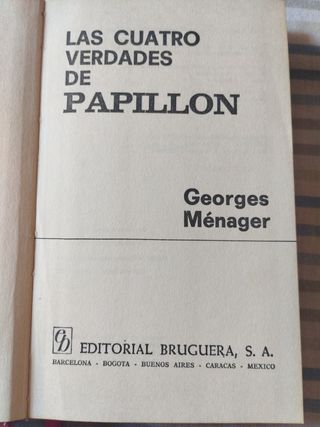 LAS CUATRO
VERDADES
DE
PAPILLON
Georges
Ménager
EDITORIAL BRUGUERA, S. A.
BARCELONA - BOGOTA - BUENOS AIRES - CARACAS - MEXICO